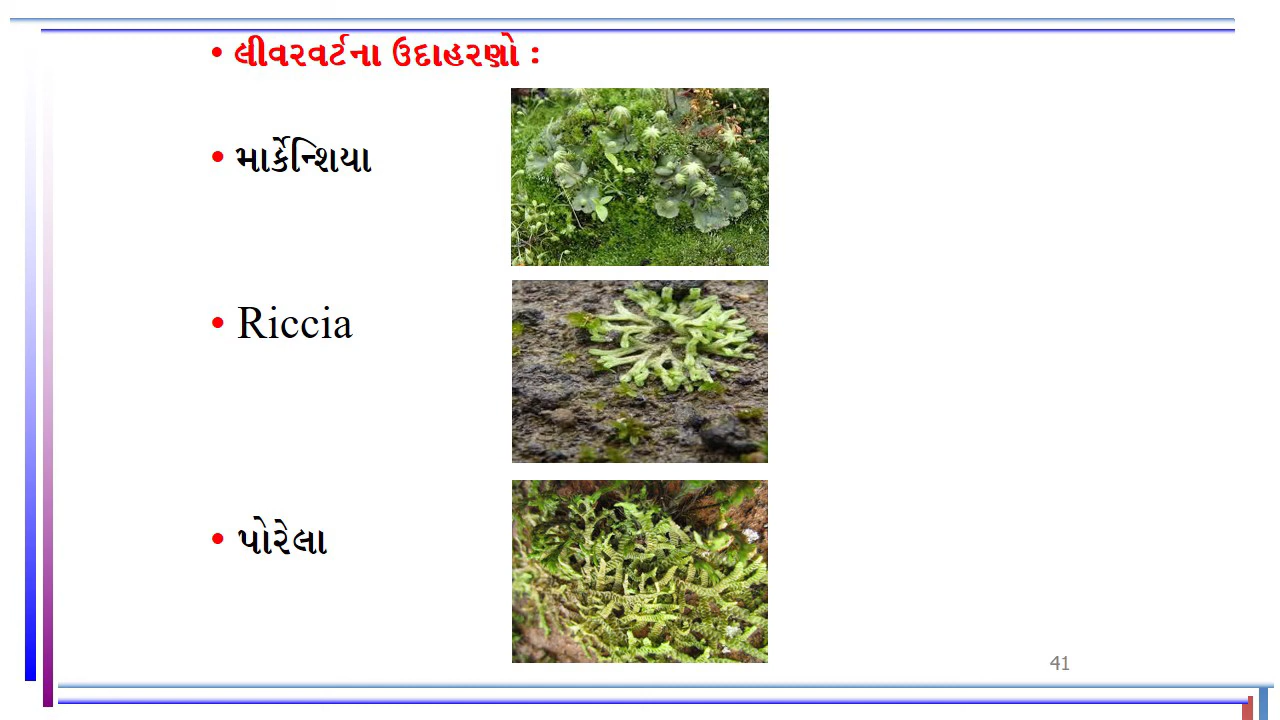 • લીવરવર્ટના ઉદાહરણો :
• માર્કેન્શિયા
• Riccia
• પોરેલા
41